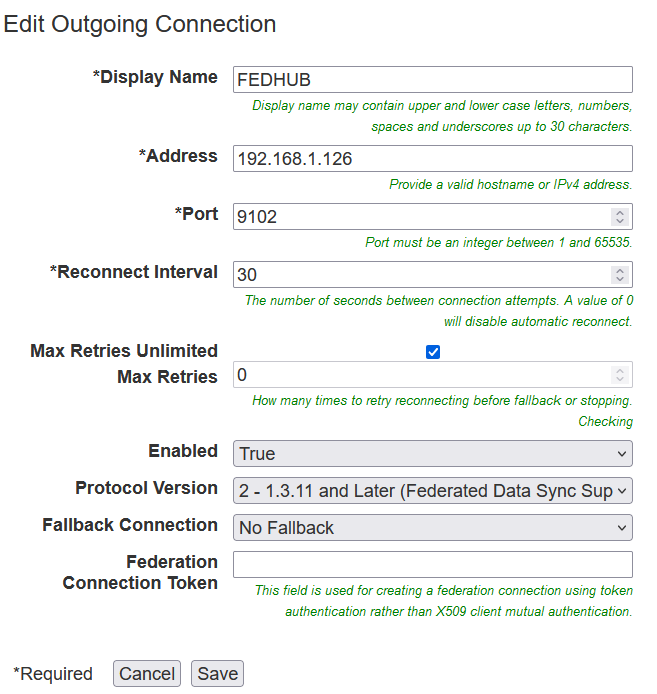 Edit Outgoing Connection
*Display Name FEDHUB
Display name may contain upper and lower case letters, numbers,
spaces and underscores up to 30 characters.
*Address 192.168.1.126
Provide a valid hostname or IPv4 address.
*Port 9102
Port must be an integer between 1 and 65535.
*Reconnect Interval 30
The number of seconds between connection attempts. A value of 0
will disable automatic reconnect.
Max Retries Unlimited
Max Retries 0
How many times to retry reconnecting before fallback or stopping.
Checking
Enabled True
Protocol Version 2 - 1.3.11 and Later (Federated Data Sync Sup
Fallback Connection No Fallback
Federation
Connection Token
This field is used for creating a federation connection using token
authentication rather than X509 client mutual authentication.
*Required Cancel Save